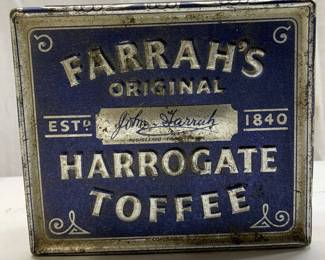 FARRAH'S
ORIGINAL
ESTD John Farrah 1840
HARROGATE
TOFFEE